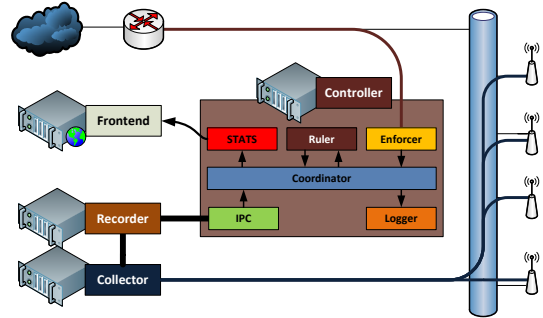 Controller
Frontend
STATS
Ruler
Enforcer
Coordinator
Recorder
IPC
Logger
Collector